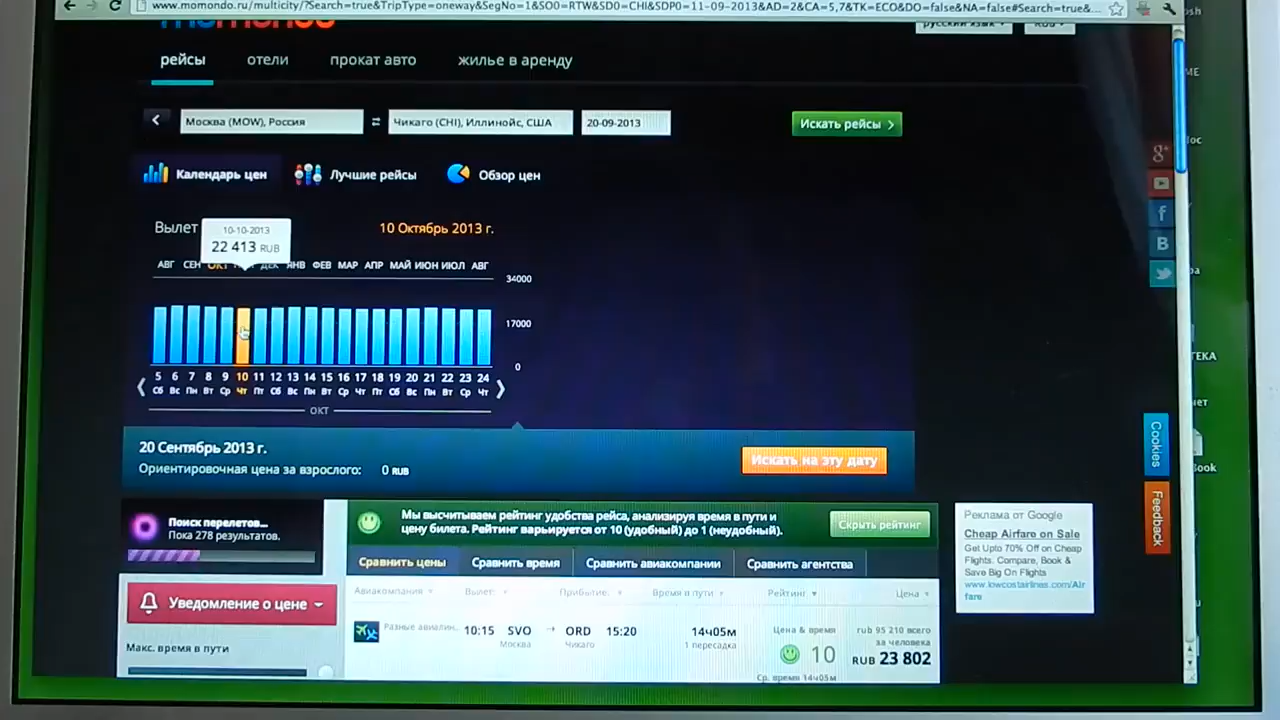 www.momondo.ru/multicity/?Search=true&TripType=oneway&SegNo=1&SO0=RTW&SD0=CHI&SDP0=11-09-2013&AD=2&CA=5,7&TK=ECO&DO=false&NA=false#Search=true&...
momondo
русский язык RUB
рейсы отели прокат авто жилье в аренду
Москва (MOW), Россия Чикаго (CHI), Иллинойс, США 20-09-2013 Искать рейсы
Календарь цен Лучшие рейсы Обзор цен
Вылет 10 Октябрь 2013 г.
10-10-2013
22 413 RUB
АВГ СЕН ОКТ ДЕК ЯНВ ФЕВ МАР АПР МАЙ ИЮН ИЮЛ АВГ
34000
17000
0
5 6 7 8 9 10 11 12 13 14 15 16 17 18 19 20 21 22 23 24
Сб Вс Пн Вт Ср Чт Пт Сб Вс Пн Вт Ср Чт Пт Сб Вс Пн Вт Ср Чт
ОКТ
20 Сентябрь 2013 г.
Ориентировочная цена за взрослого: 0 RUB
Искать на эту дату
Поиск перелетов...
Пока 278 результатов.
Уведомление о цене
Макс. время в пути
Мы высчитываем рейтинг удобства рейса, анализируя время в пути и
цену билета. Рейтинг варьируется от 10 (удобный) до 1 (неудобный).
Скрыть рейтинг
Сравнить цены Сравнить время Сравнить авиакомпании Сравнить агентства
Авиакомпания Вылет: Прибытие: Время в пути Рейтинг Цена
Разные авиалин... 10:15 SVO → ORD 15:20 14ч05м Цена & время rub 95 210 всего
Москва Чикаго 1 пересадка 10 за человека
RUB 23 802
Ср. время 14ч05м
Реклама от Google
Cheap Airfare on Sale
Get Upto 70% Off on Cheap
Flights. Compare, Book &
Save Big On Flights
www.lowcostairlines.com/Air
fare
Cookies
Feedback